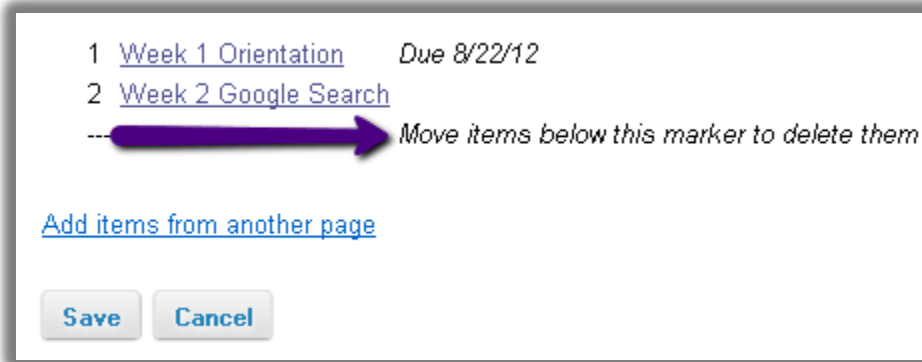 1 Week 1 Orientation Due 8/22/12
2 Week 2 Google Search
--- Move items below this marker to delete them
Add items from another page
Save Cancel